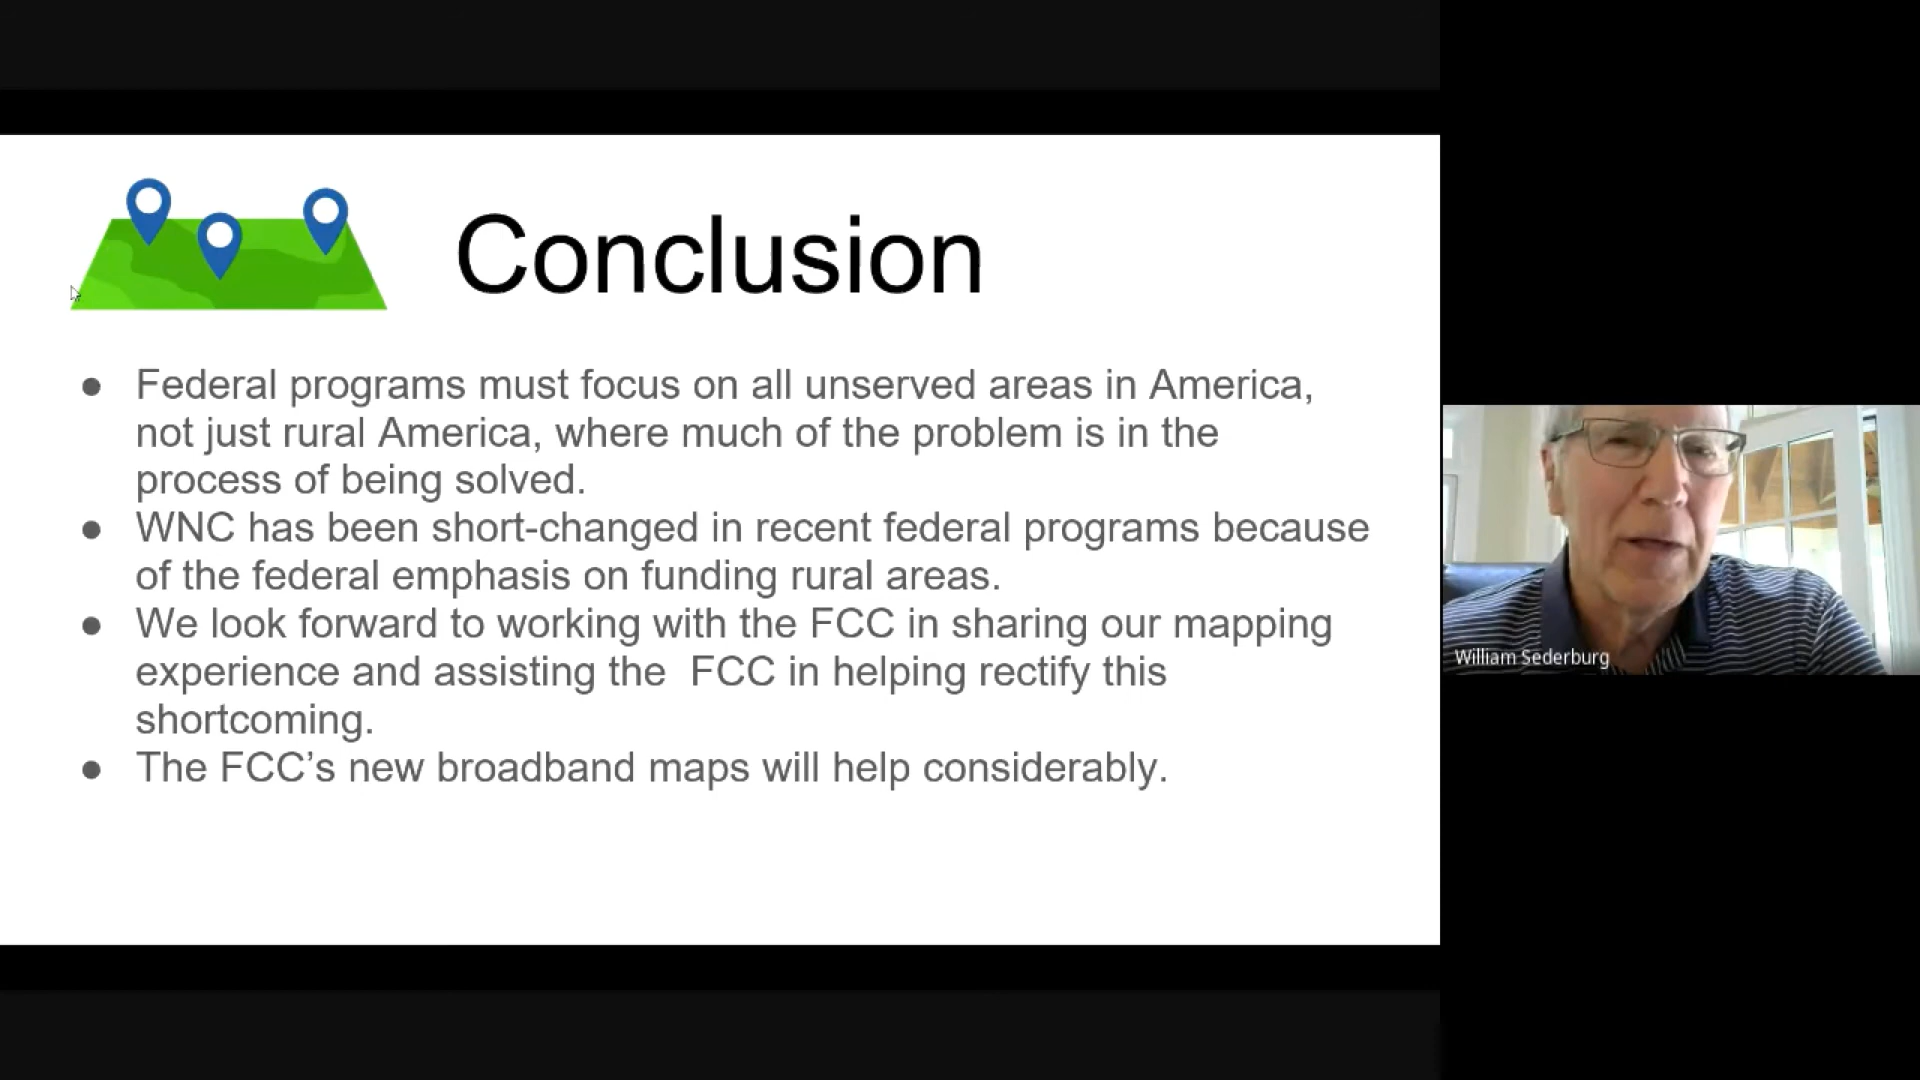 Conclusion
● Federal programs must focus on all unserved areas in America,
not just rural America, where much of the problem is in the
process of being solved.
● WNC has been short-changed in recent federal programs because
of the federal emphasis on funding rural areas.
● We look forward to working with the FCC in sharing our mapping
experience and assisting the  FCC in helping rectify this
shortcoming.
● The FCC’s new broadband maps will help considerably.
William Sederburg